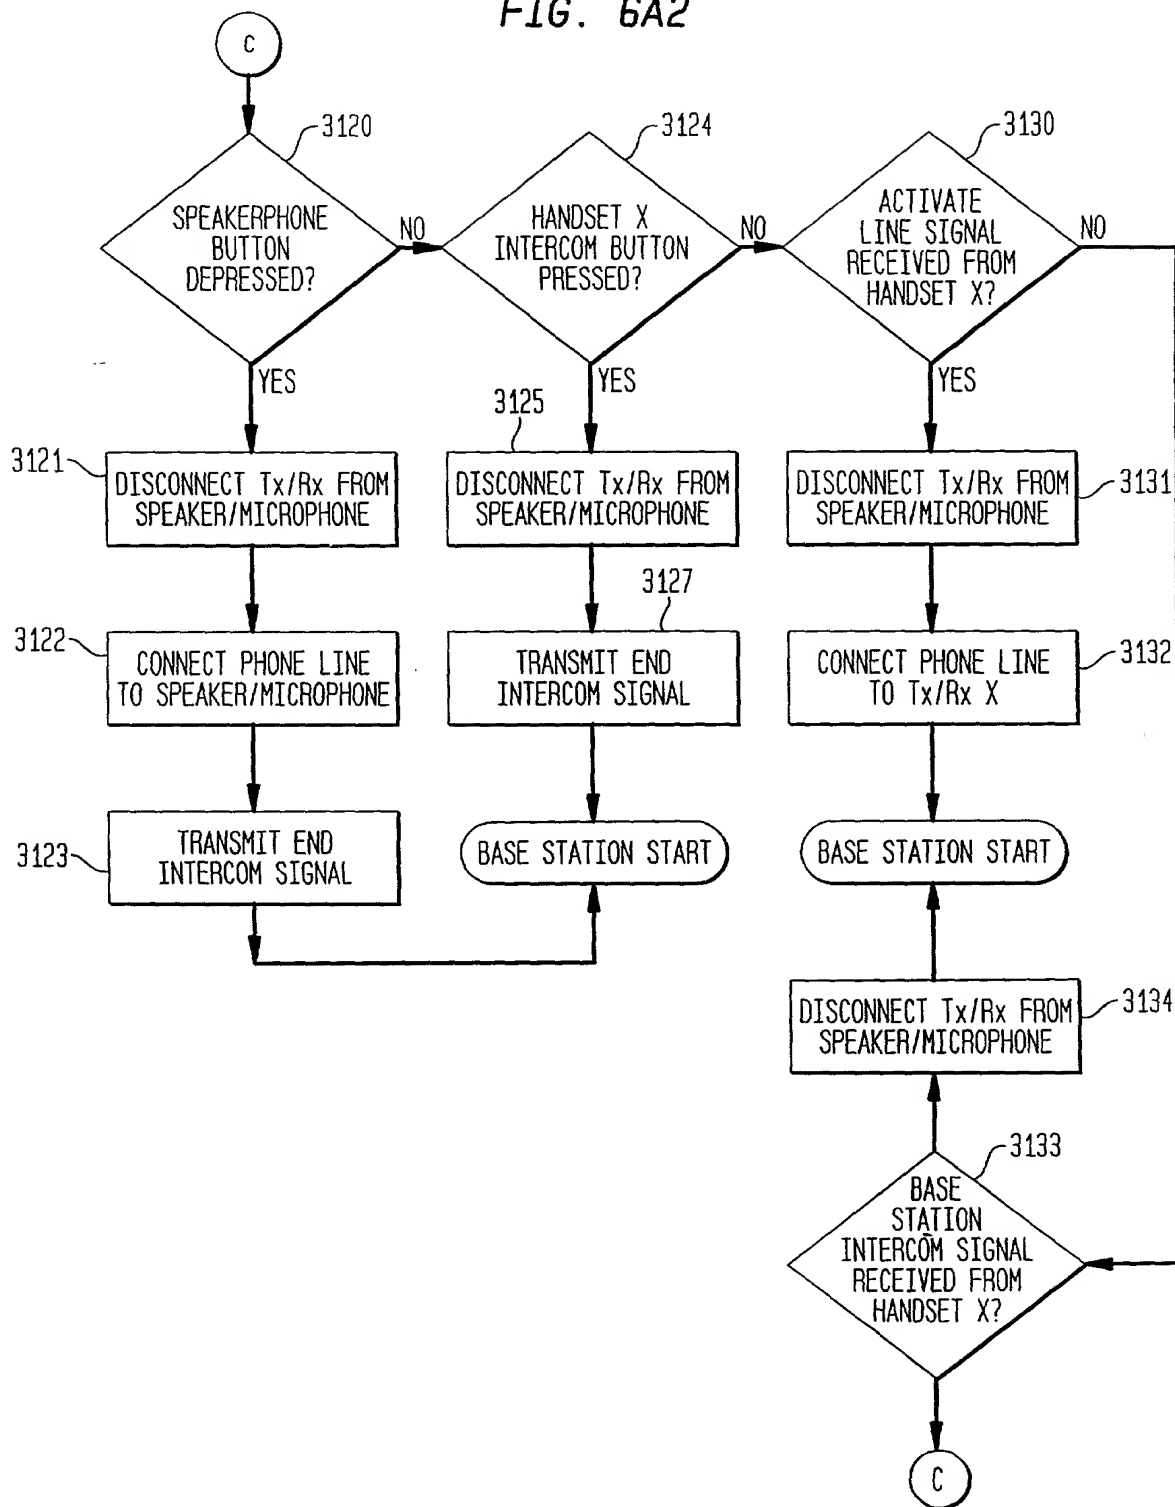 FIG. 6A2
C
3120
SPEAKERPHONE
BUTTON
DEPRESSED?
NO
YES
3124
HANDSET X
INTERCOM BUTTON
PRESSED?
NO
YES
3130
ACTIVATE
LINE SIGNAL
RECEIVED FROM
HANDSET X?
NO
YES
3121
DISCONNECT Tx/Rx FROM
SPEAKER/MICROPHONE
3125
DISCONNECT Tx/Rx FROM
SPEAKER/MICROPHONE
3131
DISCONNECT Tx/Rx FROM
SPEAKER/MICROPHONE
3122
CONNECT PHONE LINE
TO SPEAKER/MICROPHONE
3127
TRANSMIT END
INTERCOM SIGNAL
3132
CONNECT PHONE LINE
TO Tx/Rx X
3123
TRANSMIT END
INTERCOM SIGNAL
BASE STATION START
BASE STATION START
3134
DISCONNECT Tx/Rx FROM
SPEAKER/MICROPHONE
3133
BASE
STATION
INTERCOM SIGNAL
RECEIVED FROM
HANDSET X?
C